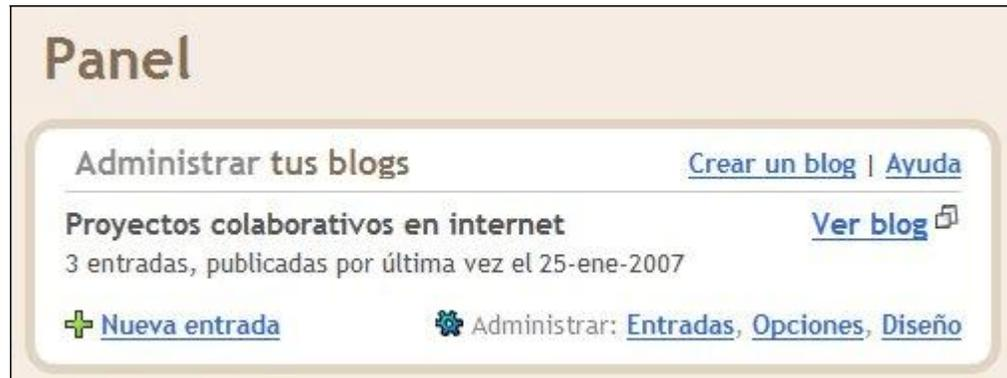 Panel
Administrar tus blogs Crear un blog | Ayuda
Proyectos colaborativos en internet Ver blog
3 entradas, publicadas por última vez el 25-ene-2007
Nueva entrada Administrar: Entradas, Opciones, Diseño